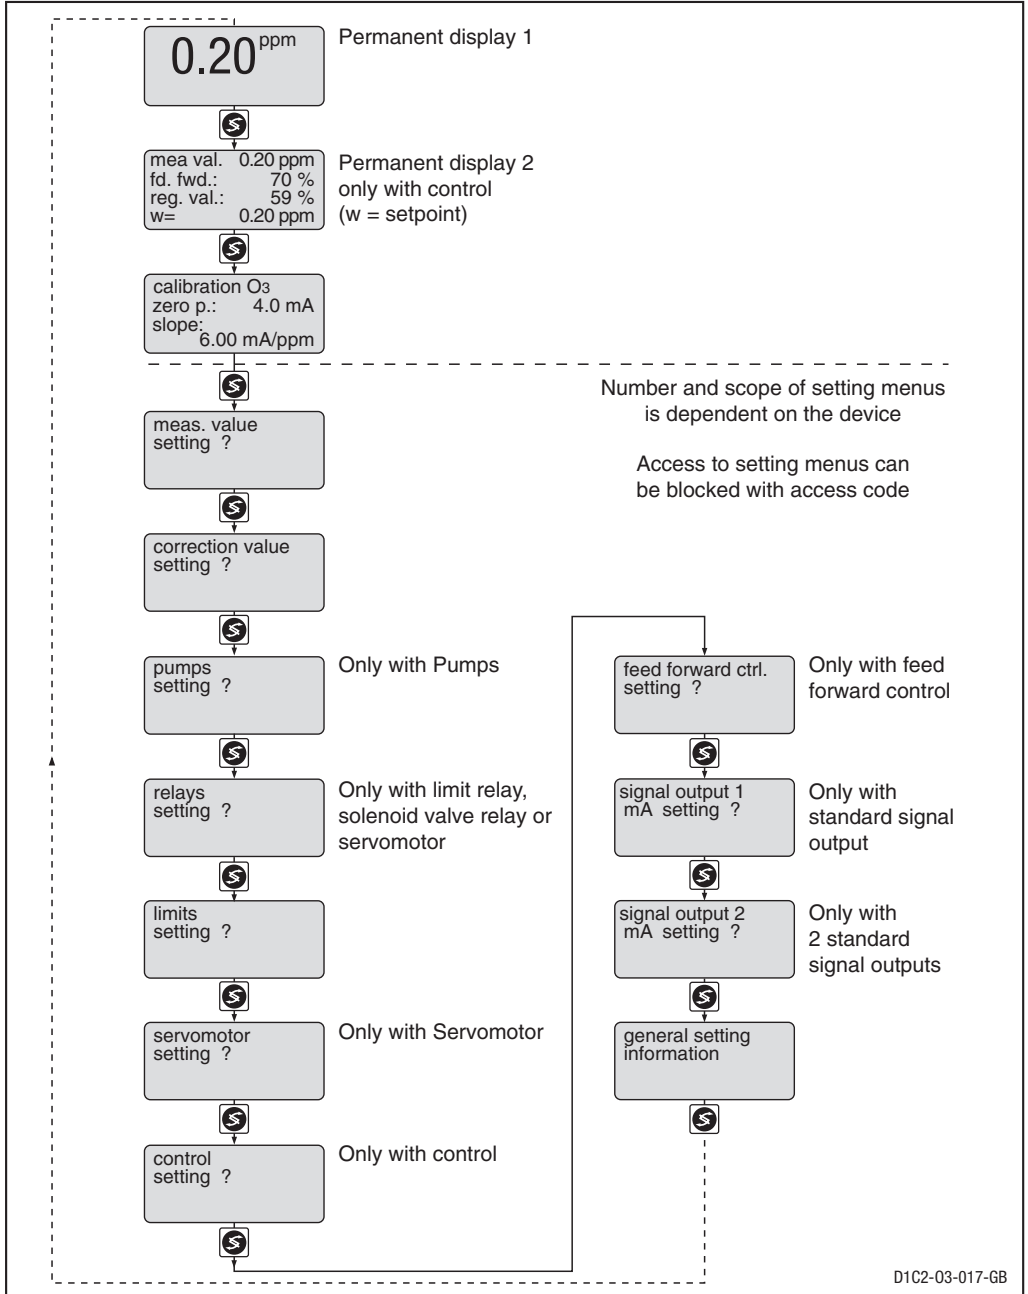 0.20 ppm
Permanent display 1
mea val. 0.20 ppm
fd. fwd.: 70 %
reg. val.: 59 %
w= 0.20 ppm
Permanent display 2
only with control
(w = setpoint)
calibration O3
zero p.: 4.0 mA
slope:
6.00 mA/ppm
Number and scope of setting menus
is dependent on the device
Access to setting menus can
be blocked with access code
meas. value
setting ?
correction value
setting ?
pumps
setting ?
Only with Pumps
relays
setting ?
Only with limit relay,
solenoid valve relay or
servomotor
limits
setting ?
servomotor
setting ?
Only with Servomotor
control
setting ?
Only with control
feed forward ctrl.
setting ?
Only with feed
forward control
signal output 1
mA setting ?
Only with
standard signal
output
signal output 2
mA setting ?
Only with
2 standard
signal outputs
general setting
information
D1C2-03-017-GB